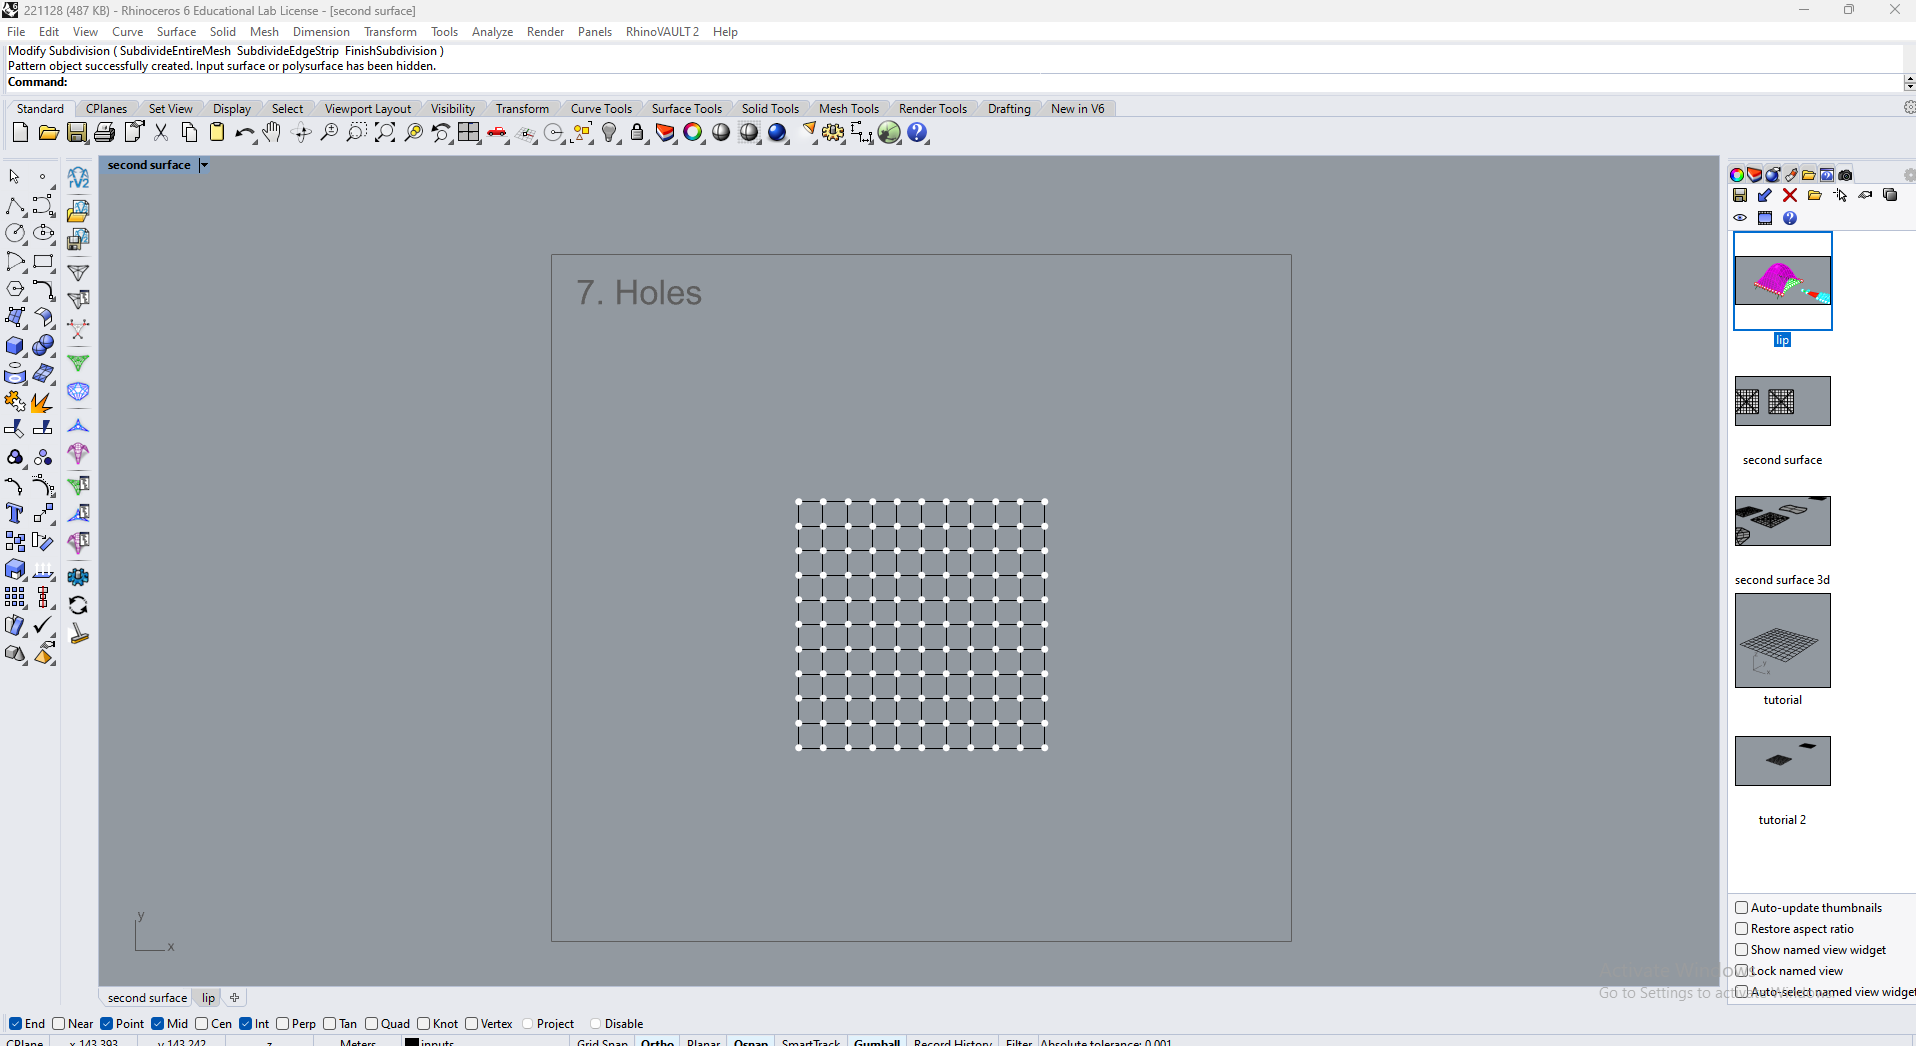 221128 (487 KB) - Rhinoceros 6 Educational Lab License - [second surface]
File Edit View Curve Surface Solid Mesh Dimension Transform Tools Analyze Render Panels RhinoVAULT 2 Help
Modify Subdivision ( SubdivideEntireMesh SubdivideEdgeStrip FinishSubdivision )
Pattern object successfully created. Input surface or polysurface has been hidden.
Command:
Standard CPlanes Set View Display Select Viewport Layout Visibility Transform Curve Tools Surface Tools Solid Tools Mesh Tools Render Tools Drafting New in V6
second surface
rV2
7. Holes
lip
second surface
second surface 3d
tutorial
tutorial 2
y
x
Auto-update thumbnails
Restore aspect ratio
Show named view widget
Lock named view
Auto-select named view widget
Activate Windows
Go to Settings to activate Windows.
second surface lip
End Near Point Mid Cen Int Perp Tan Quad Knot Vertex Project Disable
CPlane x 143.393 y 143.242 z Meters inputs Grid Snap Ortho Planar Osnap SmartTrack Gumball Record History Filter Absolute tolerance: 0.001